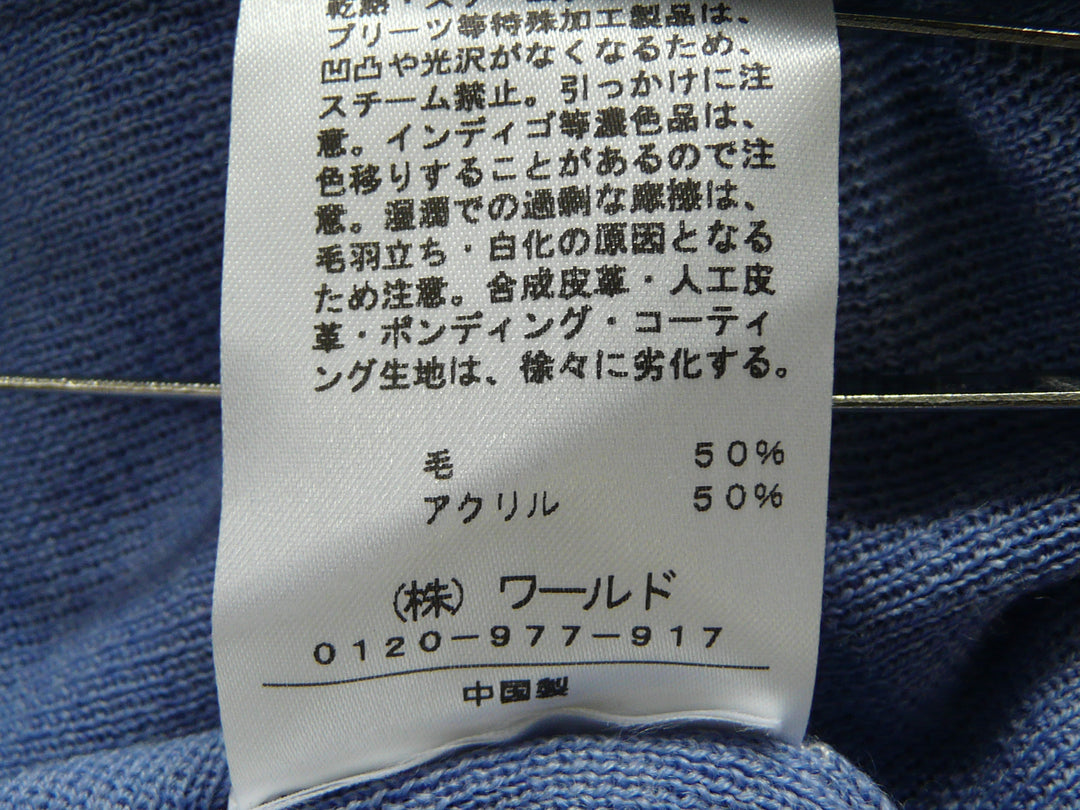 プリーツ等特殊加工製品は、
凹凸や光沢がなくなるため、
スチーム禁止。引っかけに注
意。インディゴ等濃色品は、
色移りすることがあるので注
意。湿潤での過剰な摩擦は、
毛羽立ち・白化の原因となる
ため注意。合成皮革・人工皮
革・ボンディング・コーティ
ング生地は、徐々に劣化する。
毛 50%
アクリル 50%
(株) ワールド
0120-977-917
中国製